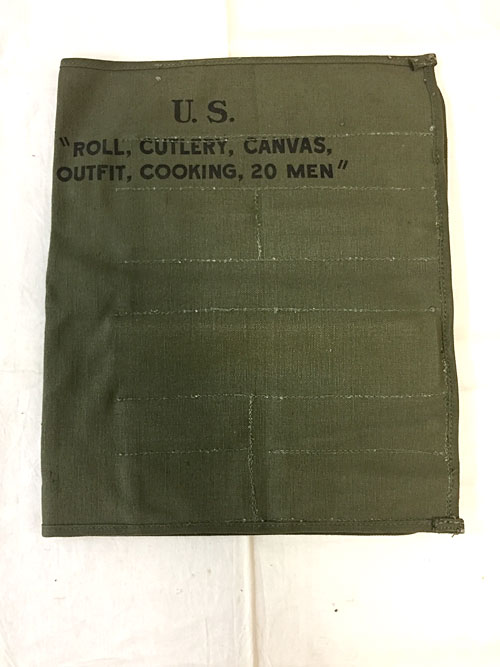 U. S.
"ROLL, CUTLERY, CANVAS,
OUTFIT, COOKING, 20 MEN"